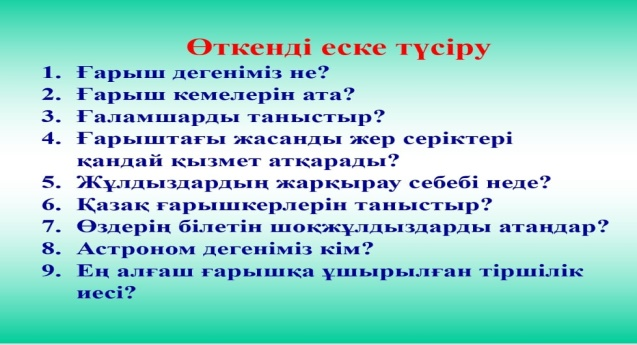 Өткенді еске түсіру
1. Ғарыш дегеніміз не?
2. Ғарыш кемелерін ата?
3. Ғаламшарды таныстыр?
4. Ғарыштағы жасанды жер серіктері
қандай қызмет атқарады?
5. Жұлдыздардың жарқырау себебі неде?
6. Қазақ ғарышкерлерін таныстыр?
7. Өздерің білетін шоқжұлдыздарды атаңдар?
8. Астроном дегеніміз кім?
9. Ең алғаш ғарышқа ұшырылған тіршілік
иесі?